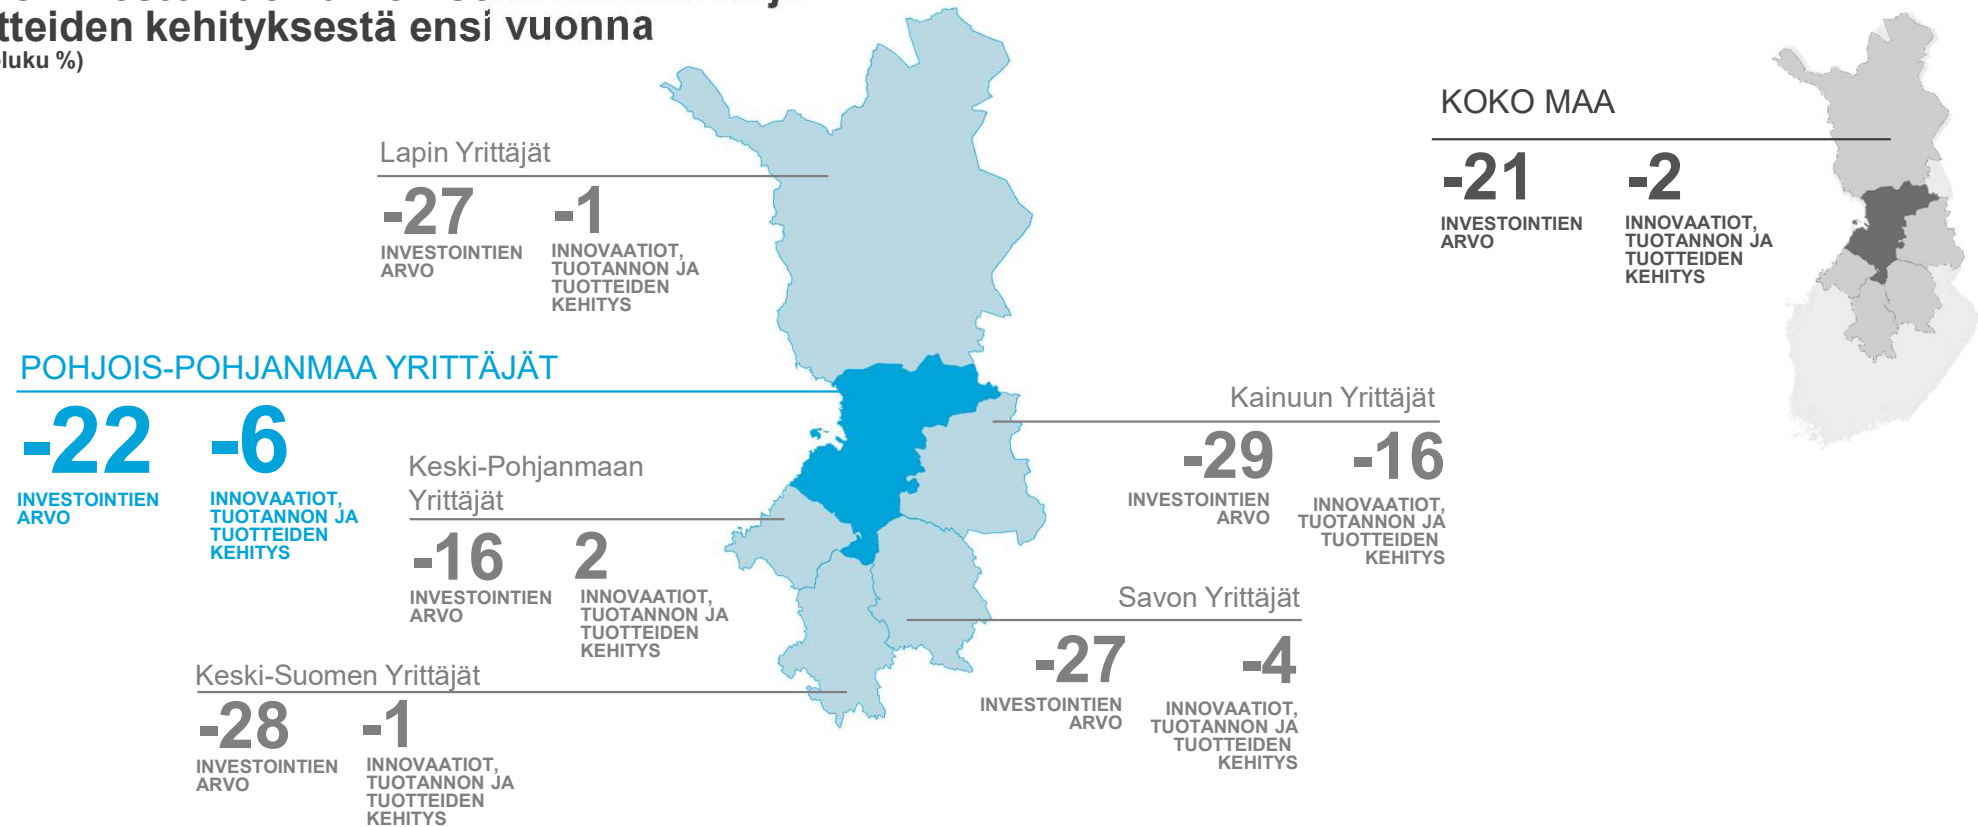 tteiden kehityksestä ensi vuonna
luku %)
KOKO MAA
-21
-2
INVESTOINTIEN
ARVO
INNOVAATIOT,
TUOTANNON JA
TUOTTEIDEN
KEHITYS
Lapin Yrittäjät
-27
-1
INVESTOINTIEN
ARVO
INNOVAATIOT,
TUOTANNON JA
TUOTTEIDEN
KEHITYS
POHJOIS-POHJANMAA YRITTÄJÄT
-22
-6
INVESTOINTIEN
ARVO
INNOVAATIOT,
TUOTANNON JA
TUOTTEIDEN
KEHITYS
Kainuun Yrittäjät
-29
-16
INVESTOINTIEN
ARVO
INNOVAATIOT,
TUOTANNON JA
TUOTTEIDEN
KEHITYS
Keski-Pohjanmaan
Yrittäjät
-16
2
INVESTOINTIEN
ARVO
INNOVAATIOT,
TUOTANNON JA
TUOTTEIDEN
KEHITYS
Savon Yrittäjät
-27
-4
INVESTOINTIEN
ARVO
INNOVAATIOT,
TUOTANNON JA
TUOTTEIDEN
KEHITYS
Keski-Suomen Yrittäjät
-28
-1
INVESTOINTIEN
ARVO
INNOVAATIOT,
TUOTANNON JA
TUOTTEIDEN
KEHITYS